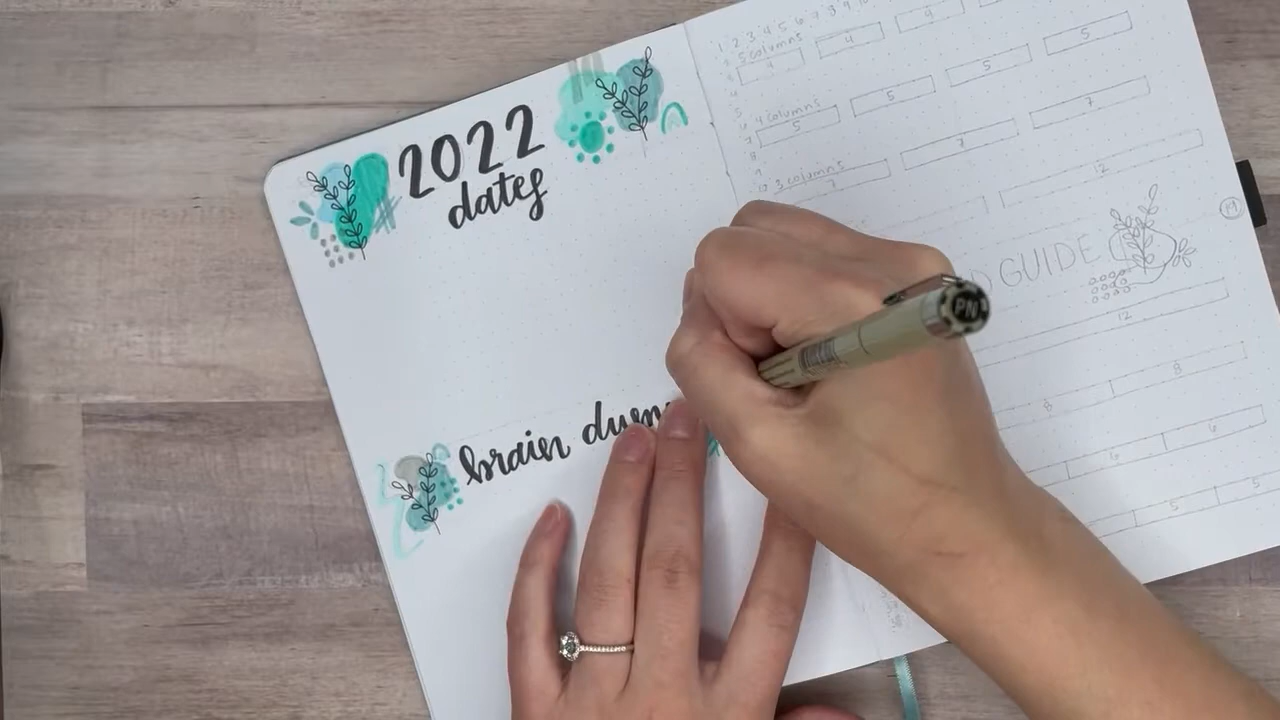 2022
dates
brain dum
1 2 3 4 5 6 7 8 9 10
5 columns
4 4 4
5
4 columns
5 5 5
3 columns
7 7 7
12
GUIDE
12
8 8
6 6
5 5
PN